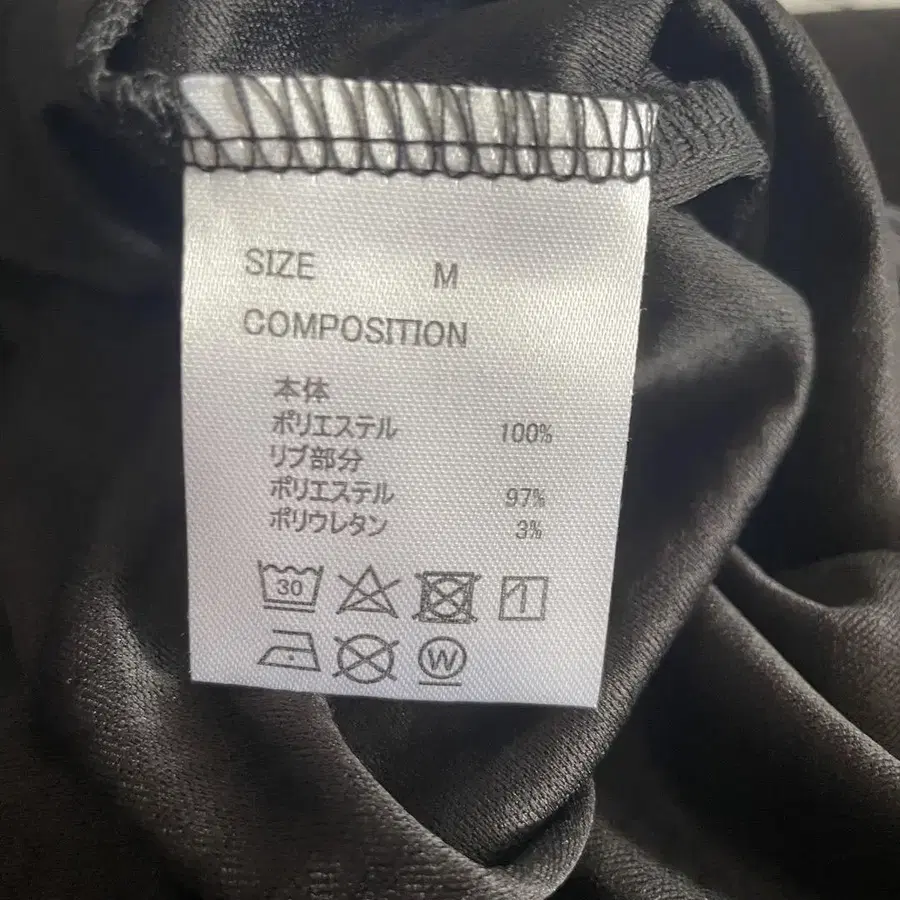 SIZE M
COMPOSITION
本体
ポリエステル 100%
リブ部分
ポリエステル 97%
ポリウレタン 3%
30
W